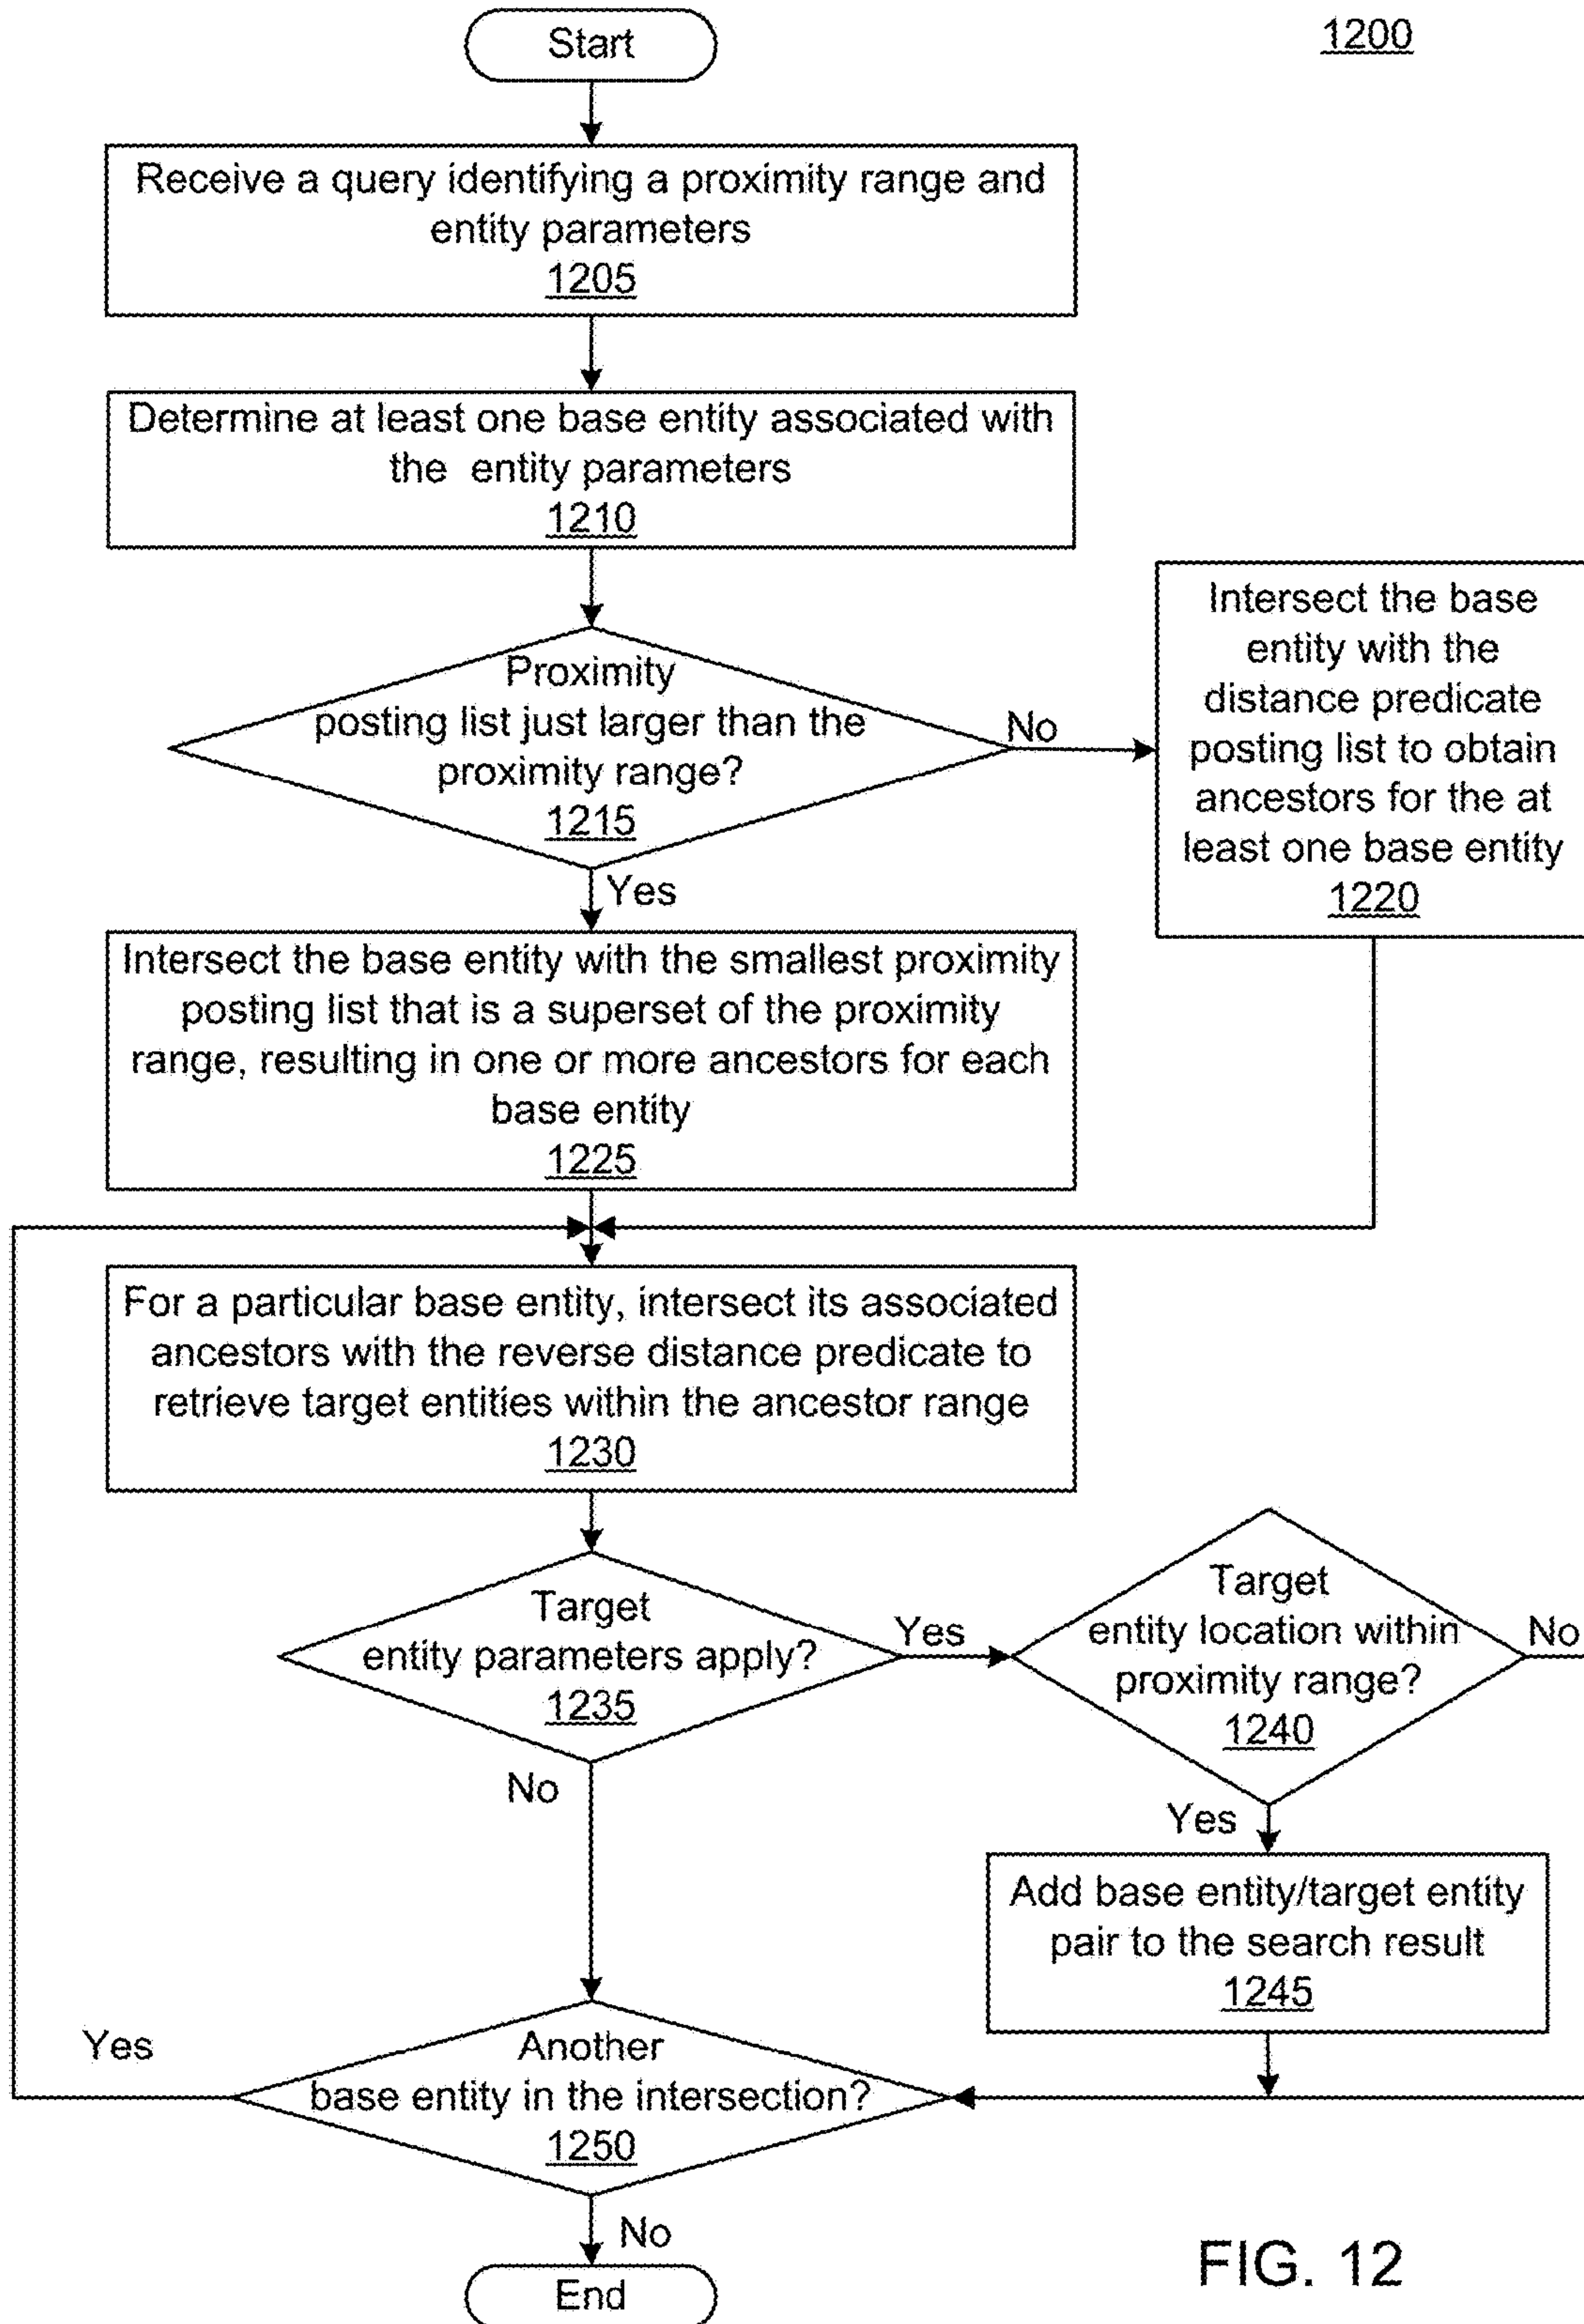 1200
Start
Receive a query identifying a proximity range and
entity parameters
1205
Determine at least one base entity associated with
the entity parameters
1210
Proximity
posting list just larger than the
proximity range?
1215
No
Yes
Intersect the base
entity with the
distance predicate
posting list to obtain
ancestors for the at
least one base entity
1220
Intersect the base entity with the smallest proximity
posting list that is a superset of the proximity
range, resulting in one or more ancestors for each
base entity
1225
For a particular base entity, intersect its associated
ancestors with the reverse distance predicate to
retrieve target entities within the ancestor range
1230
Target
entity parameters apply?
1235
Yes
No
Target
entity location within
proximity range?
1240
No
Yes
Add base entity/target entity
pair to the search result
1245
Another
base entity in the intersection?
1250
Yes
No
End
FIG. 12